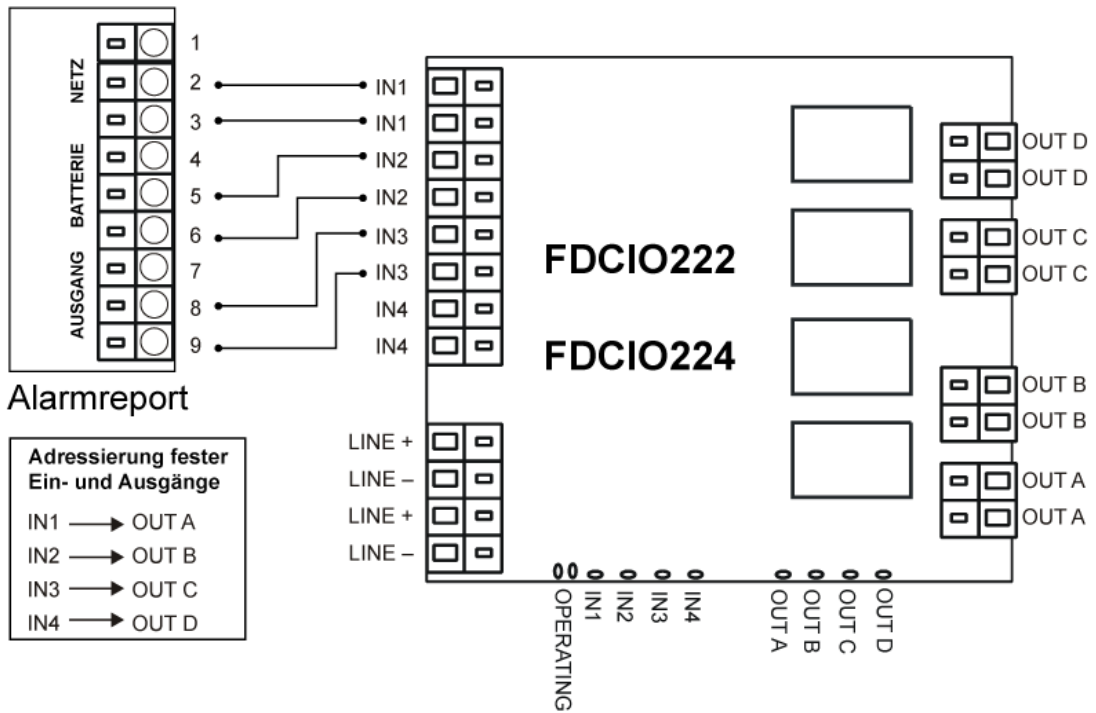 NETZ
BATTERIE
AUSGANG
1
2
3
4
5
6
7
8
9
Alarmreport
IN1
IN1
IN2
IN2
IN3
IN3
IN4
IN4
LINE +
LINE –
LINE +
LINE –
FDCIO222
FDCIO224
OUT D
OUT D
OUT C
OUT C
OUT B
OUT B
OUT A
OUT A
OPERATING
IN1
IN2
IN3
IN4
OUT A
OUT B
OUT C
OUT D
Adressierung fester
Ein- und Ausgänge
IN1 → OUT A
IN2 → OUT B
IN3 → OUT C
IN4 → OUT D